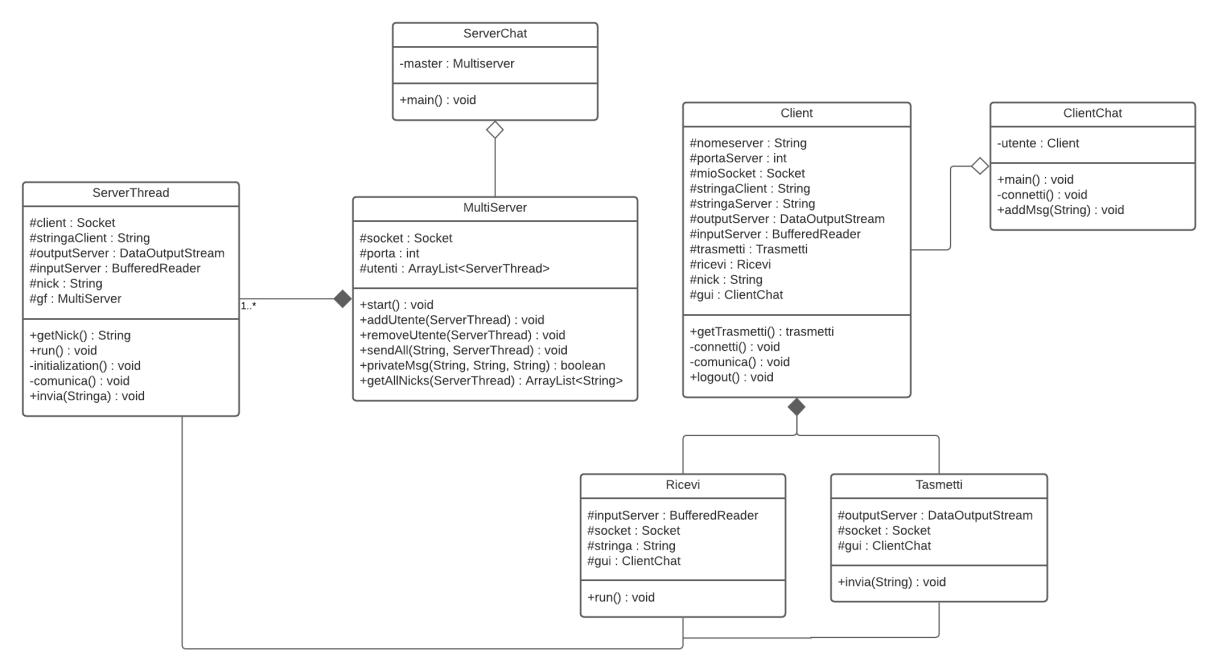 ServerChat
-master : Multiserver
+main() : void
Client
#nomeserver : String
#portaServer : int
#mioSocket : Socket
#stringaClient : String
#stringaServer : String
#outputServer : DataOutputStream
#inputServer : BufferedReader
#trasmetti : Trasmetti
#ricevi : Ricevi
#nick : String
#gui : ClientChat
+getTrasmetti() : trasmetti
-connetti() : void
-comunica() : void
+logout() : void
ClientChat
-utente : Client
+main() : void
-connetti() : void
+addMsg(String) : void
ServerThread
#client : Socket
#stringaClient : String
#outputServer : DataOutputStream
#inputServer : BufferedReader
#nick : String
#gf : MultiServer
+getNick() : String
+run() : void
-initialization() : void
-comunica() : void
+invia(Stringa) : void
1..*
MultiServer
#socket : Socket
#porta : int
#utenti : ArrayList<ServerThread>
+start() : void
+addUtente(ServerThread) : void
+removeUtente(ServerThread) : void
+sendAll(String, ServerThread) : void
+privateMsg(String, String, String) : boolean
+getAllNicks(ServerThread) : ArrayList<String>
Ricevi
#inputServer : BufferedReader
#socket : Socket
#stringa : String
#gui : ClientChat
+run() : void
Tasmetti
#outputServer : DataOutputStream
#socket : Socket
#gui : ClientChat
+invia(String) : void